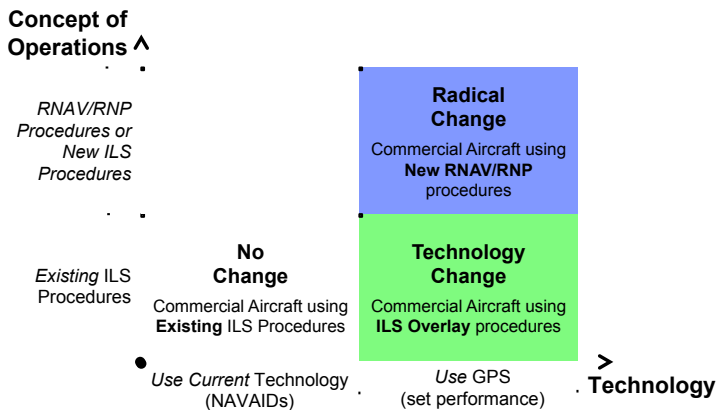 Concept of
Operations
RNAV/RNP
Procedures or
New ILS
Procedures
Radical
Change
Commercial Aircraft using
New RNAV/RNP
procedures
Existing ILS
Procedures
No
Change
Commercial Aircraft using
Existing ILS Procedures
Technology
Change
Commercial Aircraft using
ILS Overlay procedures
Use Current Technology
(NAVAIDs)
Use GPS
(set performance)
Technology